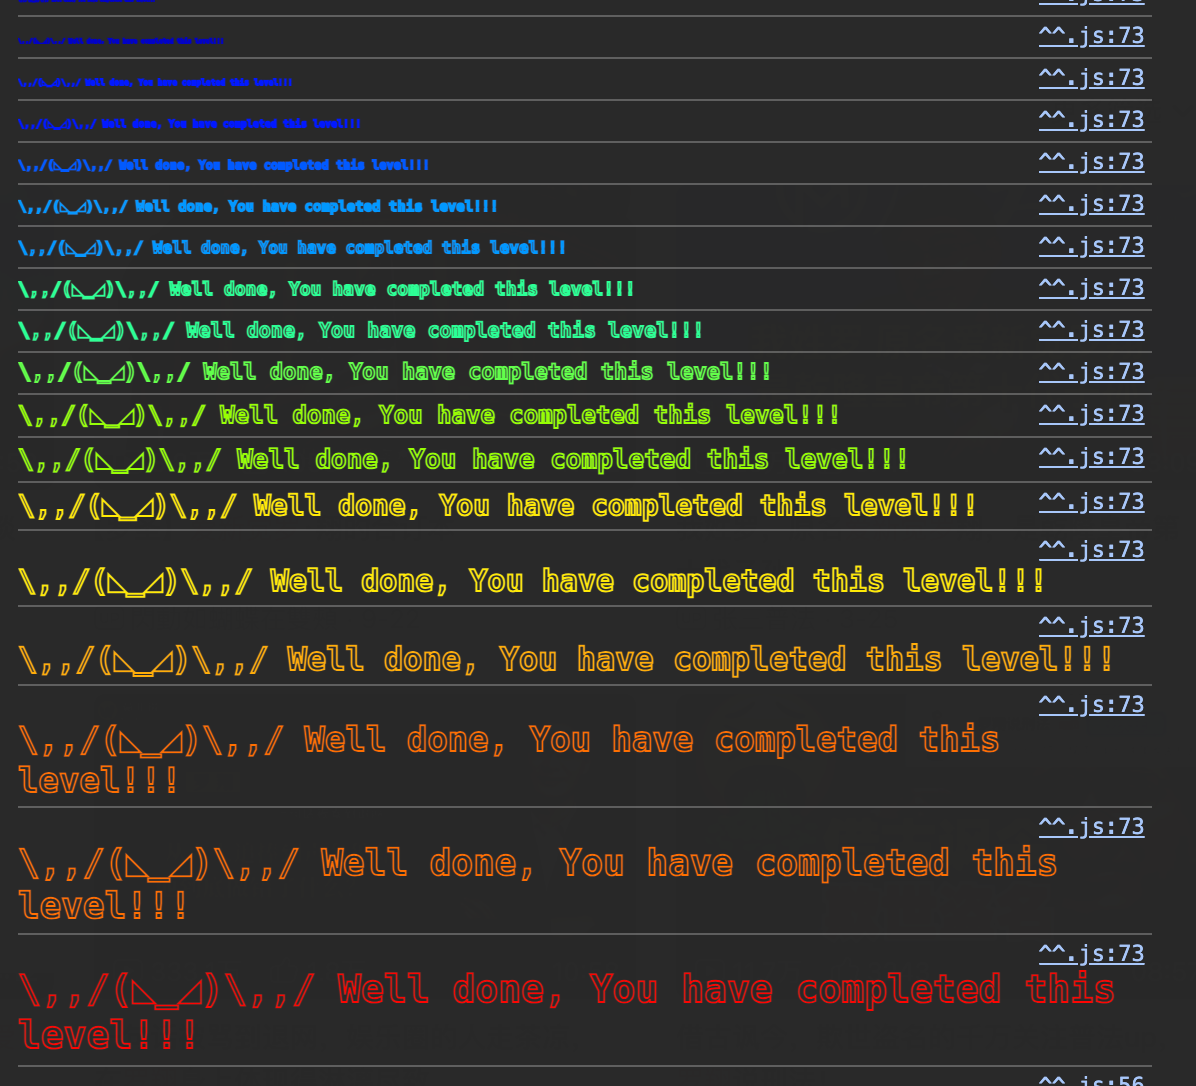 ^^.js:73
\,,/(◺_◿)\,,/ Well done, You have completed this level!!!
^^.js:73
\,,/(◺_◿)\,,/ Well done, You have completed this level!!!
^^.js:73
\,,/(◺_◿)\,,/ Well done, You have completed this level!!!
^^.js:73
\,,/(◺_◿)\,,/ Well done, You have completed this level!!!
^^.js:73
\,,/(◺_◿)\,,/ Well done, You have completed this level!!!
^^.js:73
\,,/(◺_◿)\,,/ Well done, You have completed this level!!!
^^.js:73
\,,/(◺_◿)\,,/ Well done, You have completed this level!!!
^^.js:73
\,,/(◺_◿)\,,/ Well done, You have completed this level!!!
^^.js:73
\,,/(◺_◿)\,,/ Well done, You have completed this level!!!
^^.js:73
\,,/(◺_◿)\,,/ Well done, You have completed this level!!!
^^.js:73
\,,/(◺_◿)\,,/ Well done, You have completed this level!!!
^^.js:73
\,,/(◺_◿)\,,/ Well done, You have completed this level!!!
^^.js:73
^^.js:73
\,,/(◺_◿)\,,/ Well done, You have completed this level!!!
^^.js:73
\,,/(◺_◿)\,,/ Well done, You have completed this level!!!
^^.js:73
\,,/(◺_◿)\,,/ Well done, You have completed this
level!!!
^^.js:73
\,,/(◺_◿)\,,/ Well done, You have completed this
level!!!
^^.js:73
\,,/(◺_◿)\,,/ Well done, You have completed this
level!!!
^^.js:56